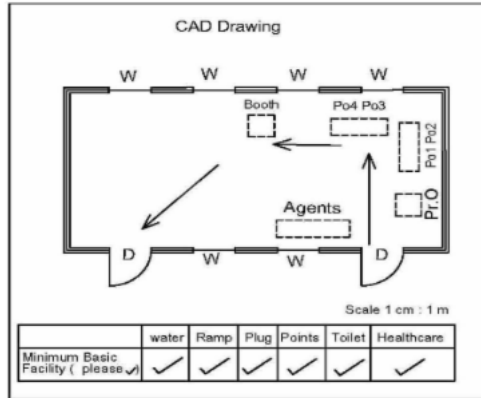 CAD Drawing
W W W W
Booth Po4 Po3
Po1 Po2
Pr.O
Agents
D W W D
Scale 1 cm : 1 m
water Ramp Plug Points Toilet Healthcare
Minimum Basic
Facility ( please ✓) ✓ ✓ ✓ ✓ ✓ ✓